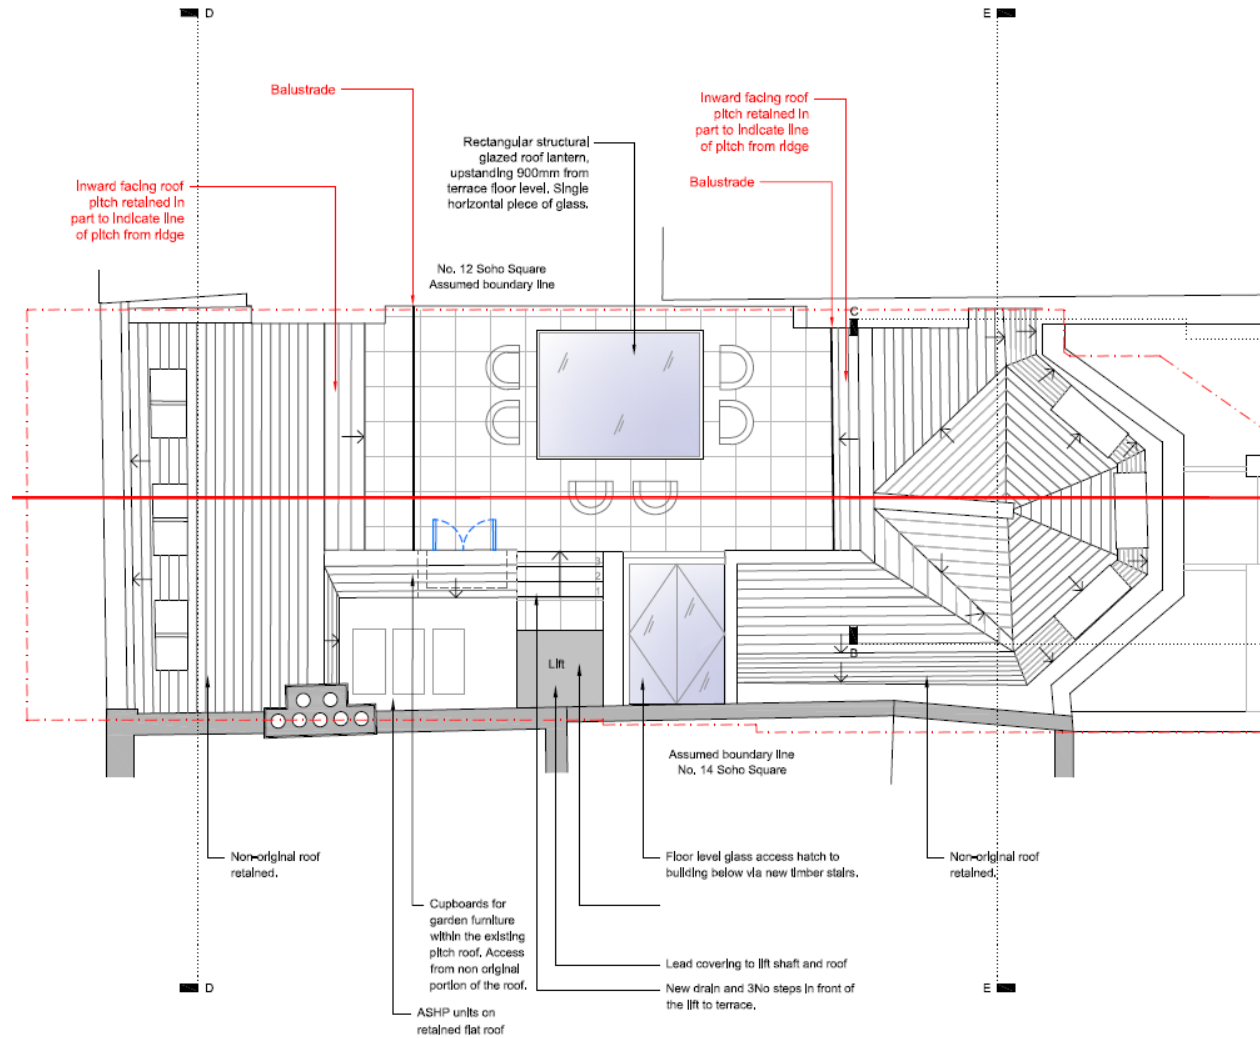 D
E
Balustrade
Inward facing roof
pitch retained in
part to indicate line
of pitch from ridge
Rectangular structural
glazed roof lantern,
upstanding 900mm from
terrace floor level. Single
horizontal piece of glass.
Balustrade
Inward facing roof
pitch retained in
part to indicate line
of pitch from ridge
No. 12 Soho Square
Assumed boundary line
C
3
2
1
B
Lift
Assumed boundary line
No. 14 Soho Square
Non-original roof
retained.
Floor level glass access hatch to
building below via new timber stairs.
Non-original roof
retained.
Cupboards for
garden furniture
within the existing
pitch roof. Access
from non original
portion of the roof.
Lead covering to lift shaft and roof
New drain and 3No steps in front of
the lift to terrace.
D
E
ASHP units on
retained flat roof